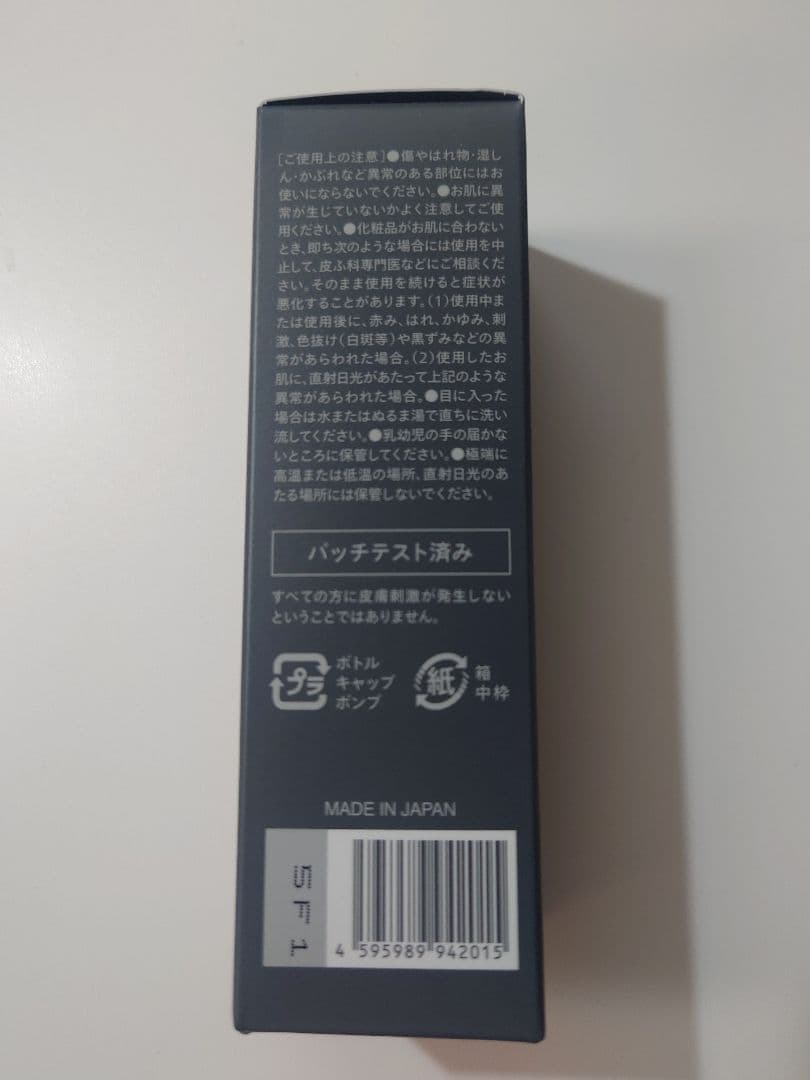 [ご使用上の注意]●傷やはれ物・湿し
ん・かぶれなど異常のある部位にはお
使いにならないでください。●お肌に異
常が生じていないかよく注意してご使
用ください。●化粧品がお肌に合わない
とき、即ち次のような場合には使用を中
止して、皮ふ科専門医などにご相談くだ
さい。そのまま使用を続けると症状が
悪化することがあります。(1)使用中ま
たは使用後に、赤み、はれ、かゆみ、刺
激、色抜け(白斑等)や黒ずみなどの異
常があらわれた場合。(2)使用したお
肌に、直射日光があたって上記のような
異常があらわれた場合。●目に入った
場合は水またはぬるま湯で直ちに洗い
流してください。●乳幼児の手の届かな
いところに保管してください。●極端に
高温または低温の場所、直射日光のあ
たる場所には保管しないでください。
パッチテスト済み
すべての方に皮膚刺激が発生しない
ということではありません。
プラ
ボトル
キャップ
ポンプ
紙
箱
中枠
MADE IN JAPAN
5F1
4 595989 942015